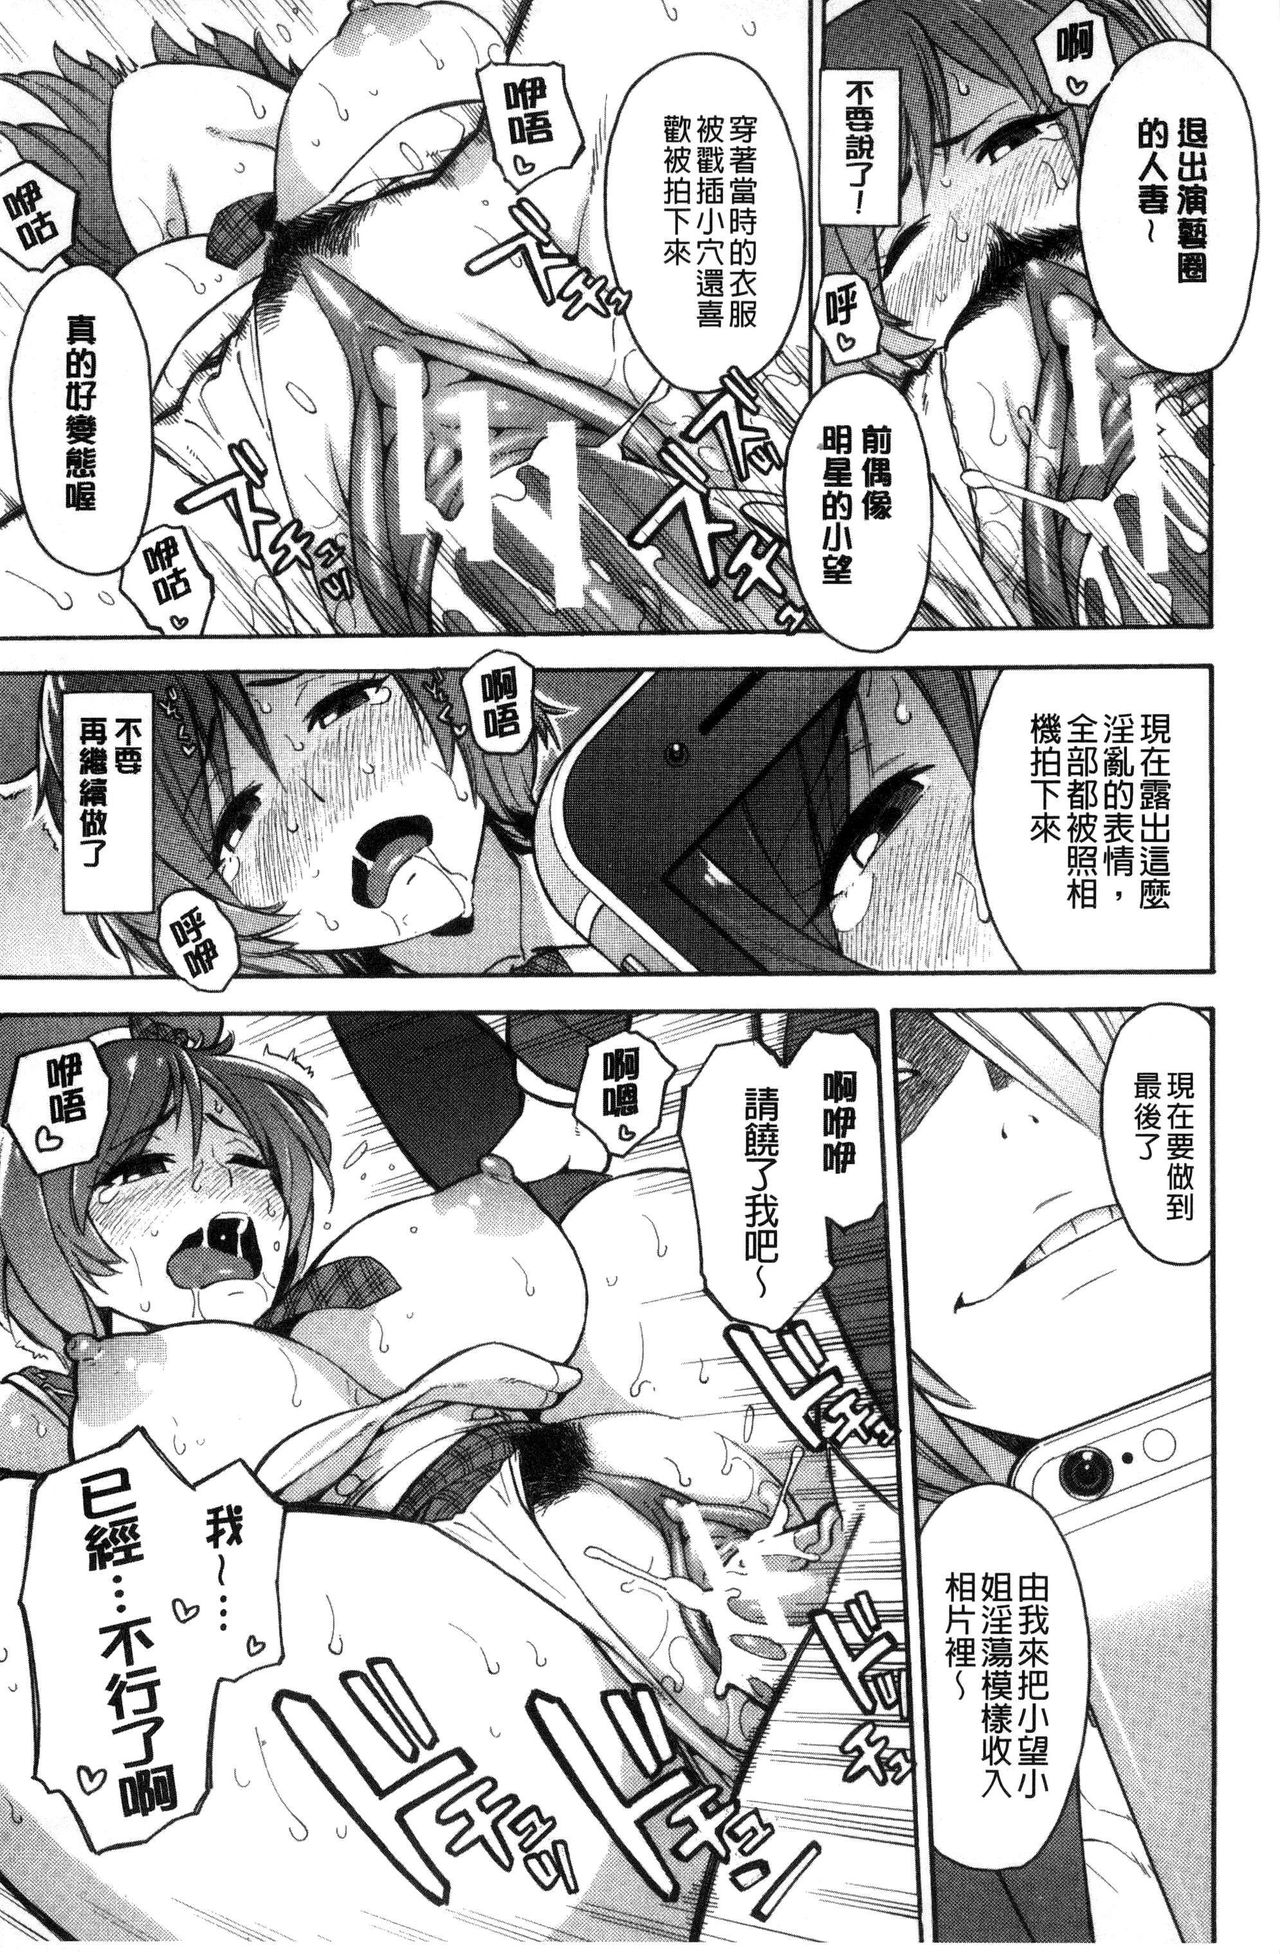 啊
退出演藝圈
的人妻～
不要說了！
呼
前偶像
明星的小望
穿著當時的衣服
被戳插小穴還喜
歡被拍下來
咿唔
咿咕
真的好變態喔
咿咕
現在露出這麼
淫亂的表情，
全部都被照相
機拍下來
啊唔
不要
再繼續做了
呼咿
現在要做到
最後了
由我來把小望小
姐淫蕩模樣收入
相片裡～
請饒了我吧～
咿唔
我～…
已經…不行了啊